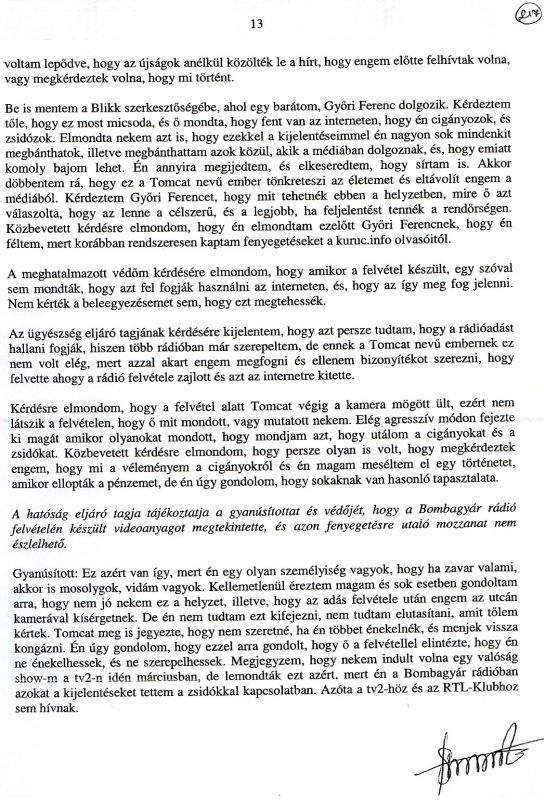 13
217
voltam lepődve, hogy az újságok anélkül közölték le a hírt, hogy engem előtte felhívtak volna,
vagy megkérdeztek volna, hogy mi történt.
Be is mentem a Blikk szerkesztőségébe, ahol egy barátom, Győri Ferenc dolgozik. Kérdeztem
tőle, hogy ez most micsoda, és ő mondta, hogy fent van az interneten, hogy én cigányozok, és
zsidózok. Elmondta nekem azt is, hogy ezekkel a kijelentéseimmel én nagyon sok mindenkit
megbánthatok, illetve megbánthattam azok közül, akik a médiában dolgoznak, és, hogy emiatt
komoly bajom lehet. Én annyira megijedtem, és elkeseredtem, hogy sírtam is. Akkor
döbbentem rá, hogy ez a Tomcat nevű ember tönkreteszi az életemet és eltávolít engem a
médiából. Kérdeztem Győri Ferencet, hogy mit tehetnék ebben a helyzetben, mire ő azt
válaszolta, hogy az lenne a célszerű, és a legjobb, ha feljelentést tennék a rendőrségen.
Közbevetett kérdésre elmondom, hogy én elmondtam ezelőtt Győri Ferencnek, hogy én
féltem, mert korábban rendszeresen kaptam fenyegetéseket a kuruc.info olvasóitól.
A meghatalmazott védőm kérdésére elmondom, hogy amikor a felvétel készült, egy szóval
sem mondták, hogy azt fel fogják használni az interneten, és, hogy az így meg fog jelenni.
Nem kérték a beleegyezésemet sem, hogy ezt megtehessék.
Az ügyészség eljáró tagjának kérdésére kijelentem, hogy azt persze tudtam, hogy a rádióadást
hallani fogják, hiszen több rádióban már szerepeltem, de ennek a Tomcat nevű embernek ez
nem volt elég, mert azzal akart engem megfogni és ellenem bizonyítékot szerezni, hogy
felvette ahogy a rádió felvétele zajlott és azt az internetre kitette.
Kérdésre elmondom, hogy a felvétel alatt Tomcat végig a kamera mögött ült, ezért nem
látszik a felvételen, hogy ő mit mondott, vagy mutatott nekem. Elég agresszív módon fejezte
ki magát amikor olyanokat mondott, hogy mondjam azt, hogy utálom a cigányokat és a
zsidókat. Közbevetett kérdésre elmondom, hogy persze olyan is volt, hogy megkérdeztek
engem, hogy mi a véleményem a cigányokról és én magam meséltem el egy történetet,
amikor ellopták a pénzemet, de én úgy gondolom, hogy sokaknak van hasonló tapasztalata.
A hatóság eljáró tagja tájékoztatja a gyanúsítottat és védőjét, hogy a Bombagyár rádió
felvételén készült videoanyagot megtekintette, és azon fenyegetésre utaló mozzanat nem
észlelhető.
Gyanúsított: Ez azért van így, mert én egy olyan személyiség vagyok, hogy ha zavar valami,
akkor is mosolygok, vidám vagyok. Kellemetlenül éreztem magam és sok esetben gondoltam
arra, hogy nem jó nekem ez a helyzet, illetve, hogy az adás felvétele után engem az utcán
kamerával kísérgetnek. De én nem tudtam ezt kifejezni, nem tudtam elutasítani, amit tőlem
kértek. Tomcat meg is jegyezte, hogy nem szeretné, ha én többet énekelnék, és menjek vissza
kongázni. Én úgy gondolom, hogy ezzel arra gondolt, hogy ő a felvétellel elintézte, hogy én
ne énekelhessek, és ne szerepelhessek. Megjegyzem, hogy nekem indult volna egy valóság
show-m a tv2-n idén márciusban, de lemondták ezt azért, mert én a Bombagyár rádióban
azokat a kijelentéseket tettem a zsidókkal kapcsolatban. Azóta a tv2-höz és az RTL-Klubhoz
sem hívnak.